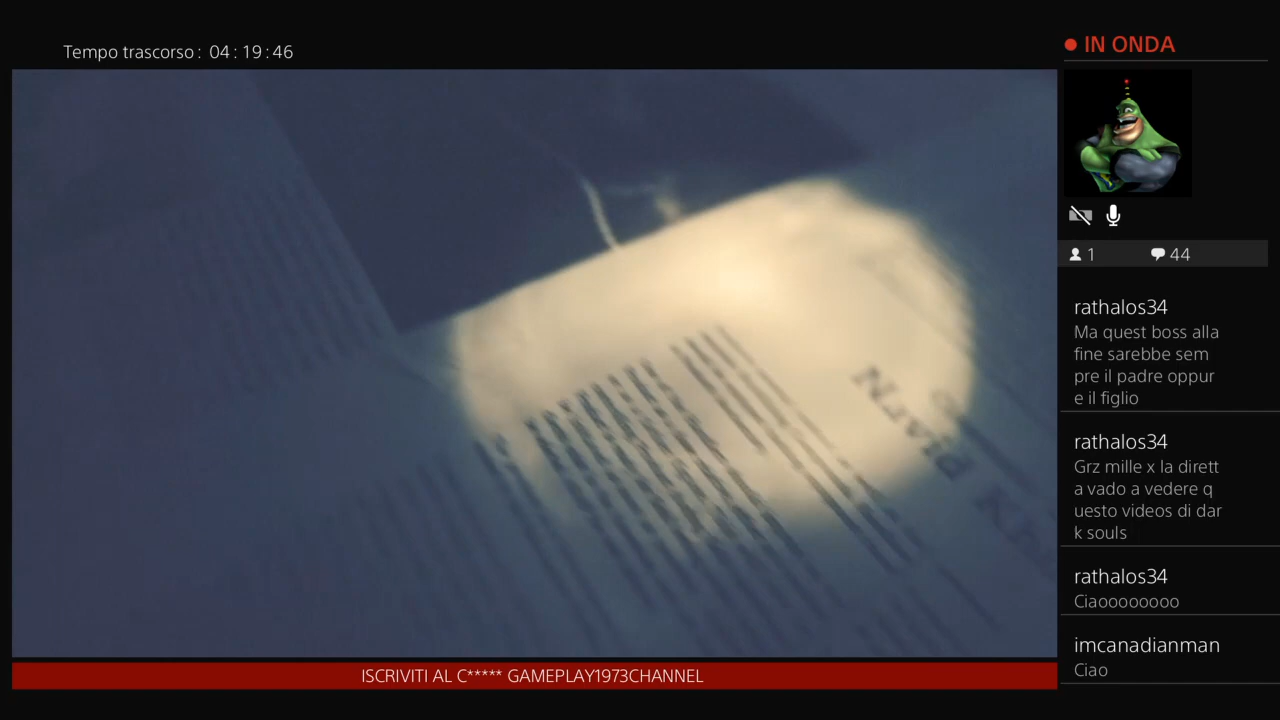 Tempo trascorso : 04 : 19 : 46
IN ONDA
1 44
rathalos34
Ma quest boss alla
fine sarebbe sem
pre il padre oppur
e il figlio
rathalos34
Grz mille x la dirett
a vado a vedere q
uesto videos di dar
k souls
rathalos34
Ciaoooooooo
imcanadianman
Ciao
ISCRIVITI AL C***** GAMEPLAY1973CHANNEL